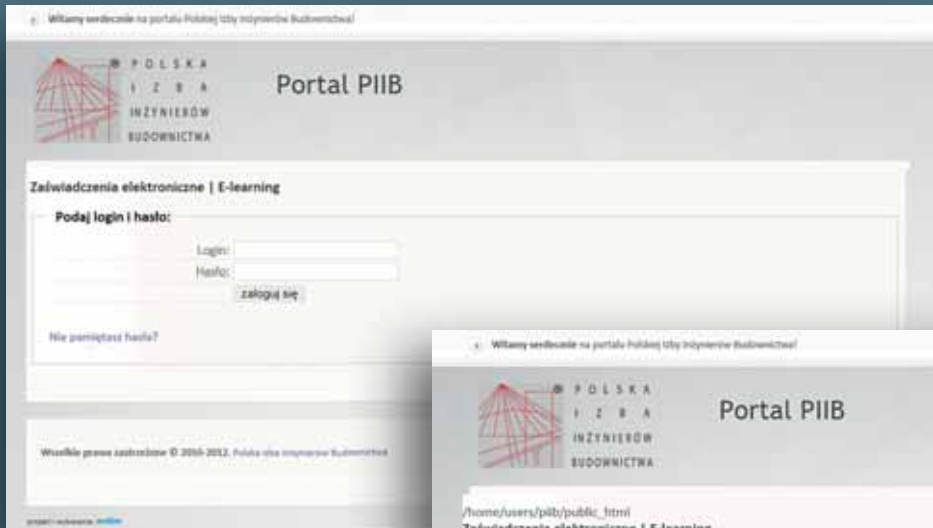 Witamy serdecznie na portalu Polskiej Izby Inżynierów Budownictwa!
POLSKA
IZBA
INŻYNIERÓW
BUDOWNICTWA
Portal PIIB
Zaświadczenia elektroniczne | E-learning
Podaj login i hasło:
Login:
Hasło:
zaloguj się
Nie pamiętasz hasła?
Wszelkie prawa zastrzeżone © 2010-2012. Polska Izba Inżynierów Budownictwa
projekt i wykonanie:
Witamy serdecznie na portalu Polskiej Izby Inżynierów Budownictwa!
POLSKA
IZBA
INŻYNIERÓW
BUDOWNICTWA
Portal PIIB
/home/users/piib/public_html
Zaświadczenia elektroniczne | E-learning